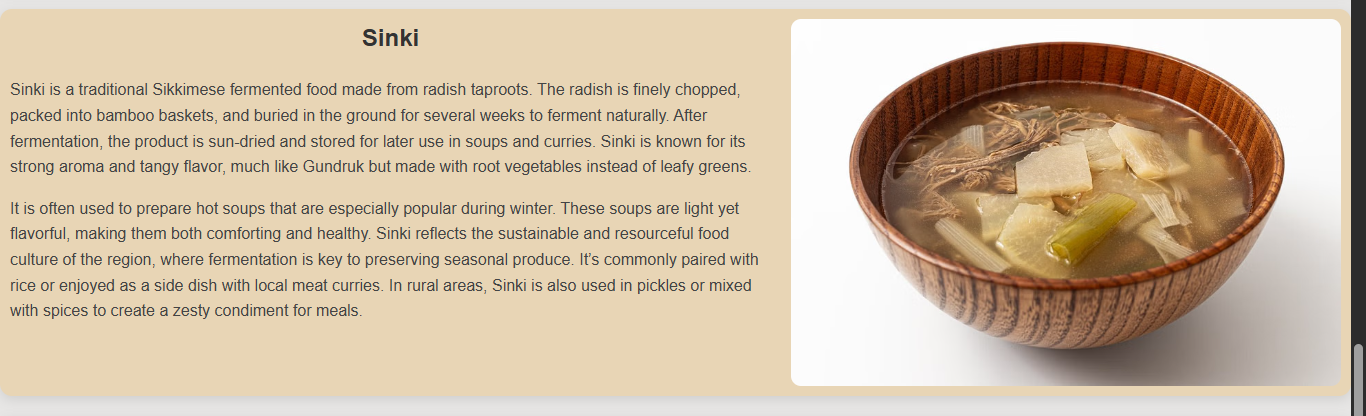 Sinki
Sinki is a traditional Sikkimese fermented food made from radish taproots. The radish is finely chopped,
packed into bamboo baskets, and buried in the ground for several weeks to ferment naturally. After
fermentation, the product is sun-dried and stored for later use in soups and curries. Sinki is known for its
strong aroma and tangy flavor, much like Gundruk but made with root vegetables instead of leafy greens.
It is often used to prepare hot soups that are especially popular during winter. These soups are light yet
flavorful, making them both comforting and healthy. Sinki reflects the sustainable and resourceful food
culture of the region, where fermentation is key to preserving seasonal produce. It’s commonly paired with
rice or enjoyed as a side dish with local meat curries. In rural areas, Sinki is also used in pickles or mixed
with spices to create a zesty condiment for meals.